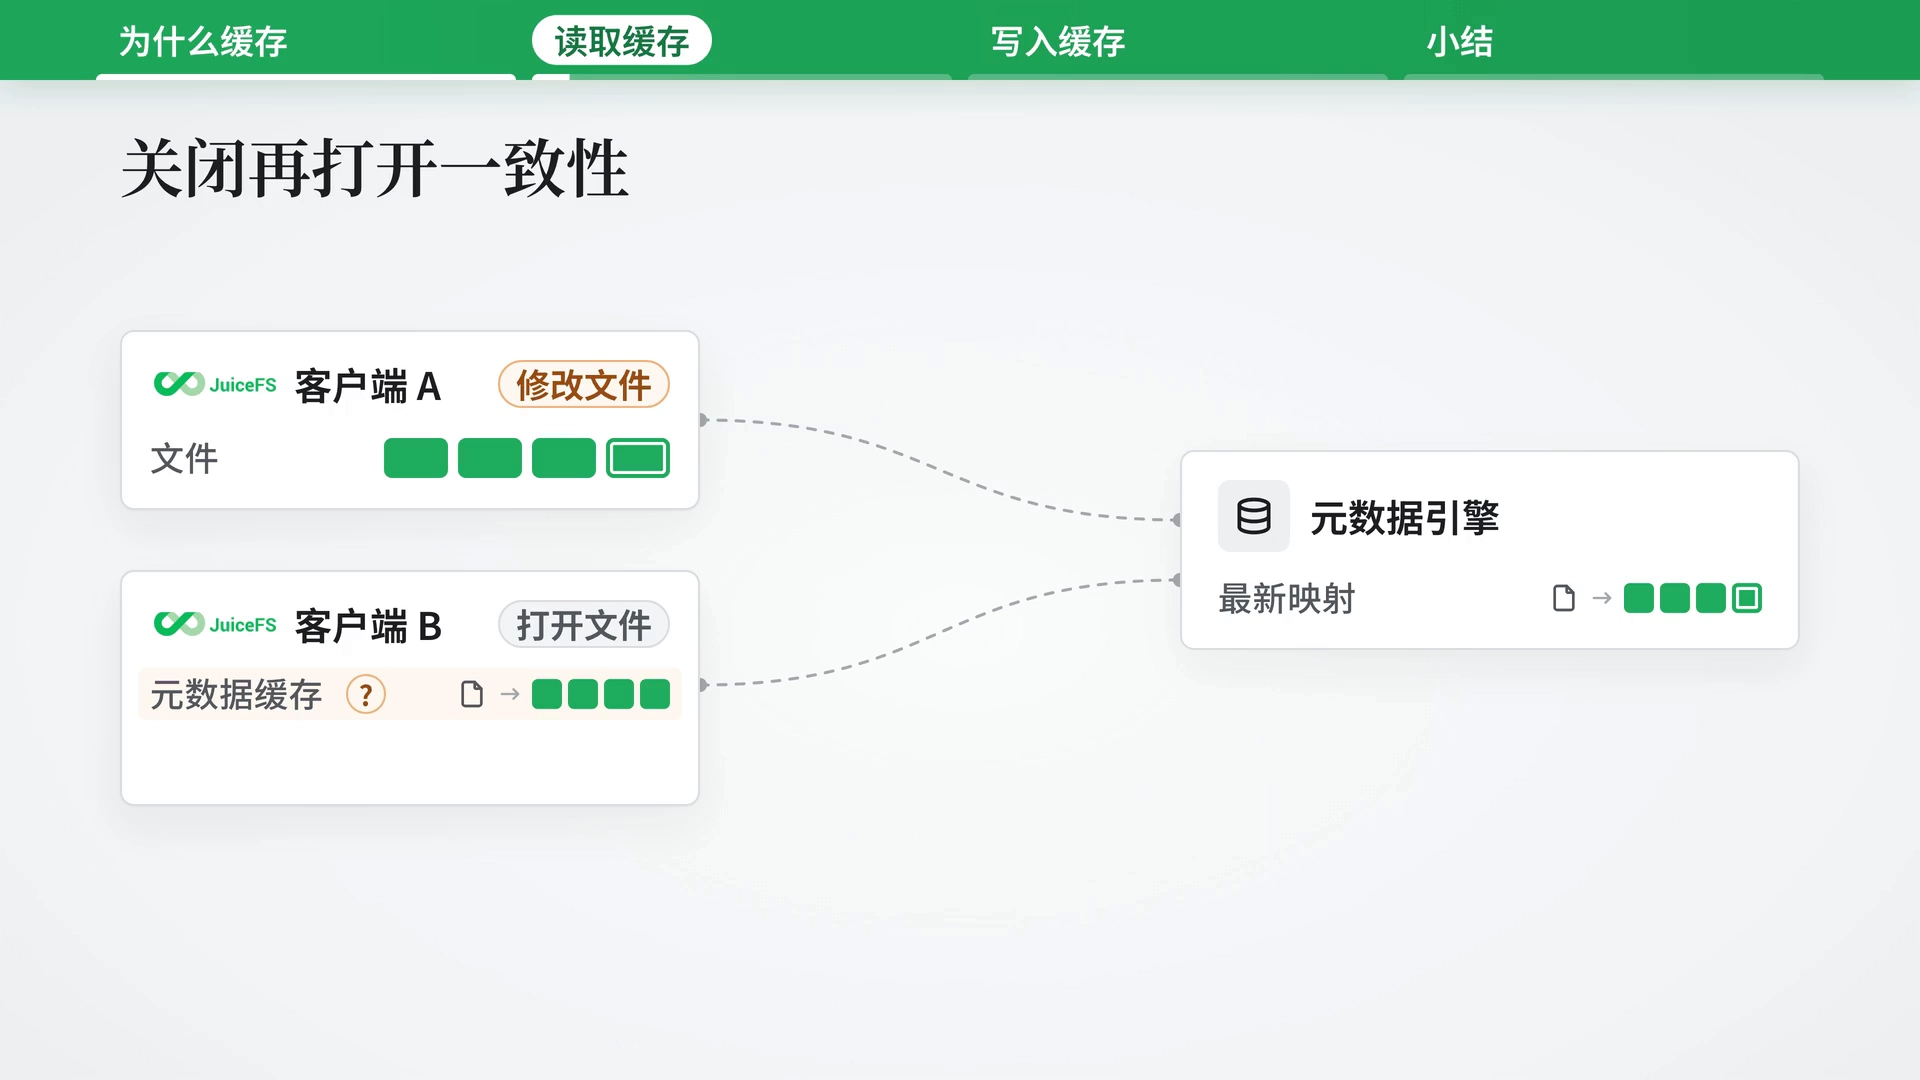 为什么缓存
读取缓存
写入缓存
小结
关闭再打开一致性
JuiceFS 客户端 A 修改文件
文件
JuiceFS 客户端 B 打开文件
元数据缓存 ?
元数据引擎
最新映射